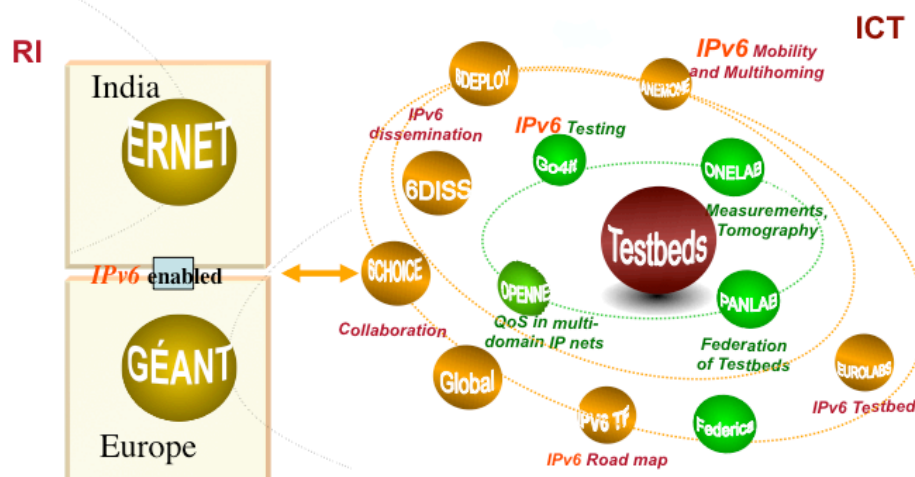 RI
ICT
India
ERNET
IPv6 enabled
GÉANT
Europe
6DEPLOY
IPv6
dissemination
6DISS
6CHOICE
Collaboration
Global
IPV6 TF
IPv6 Road map
IPv6 Mobility
and Multihoming
ANEMONE
IPv6 Testing
Go4it
ONELAB
Measurements,
Tomography
Testbeds
OPENNE
QoS in multi-
domain IP nets
PANLAB
Federation
of Testbeds
EUROLABS
IPv6 Testbed
Federica